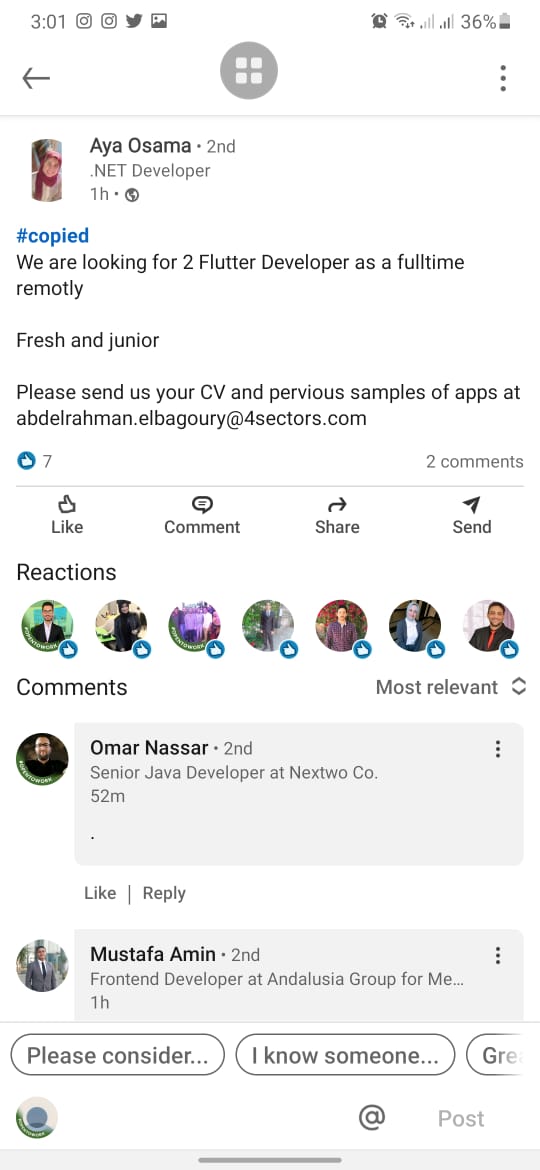 3:01
36%
Aya Osama • 2nd
.NET Developer
1h •
#copied
We are looking for 2 Flutter Developer as a fulltime
remotly
Fresh and junior
Please send us your CV and pervious samples of apps at
abdelrahman.elbagoury@4sectors.com
7
2 comments
Like
Comment
Share
Send
Reactions
#OPENTOWORK
#OPENTOWORK
Comments
Most relevant
#OPENTOWORK
Omar Nassar • 2nd
Senior Java Developer at Nextwo Co.
52m
.
Like | Reply
Mustafa Amin • 2nd
Frontend Developer at Andalusia Group for Me...
1h
Please consider...
I know someone...
Gre
#OPENTOWORK
@
Post